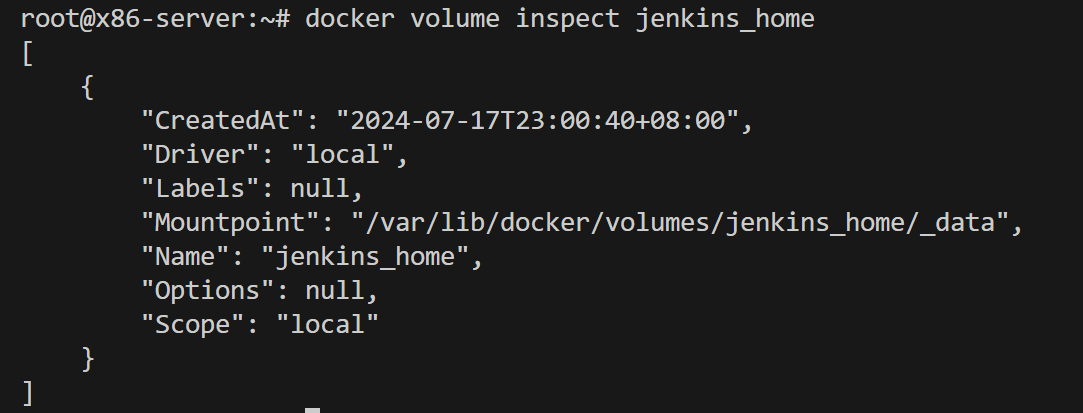 root@x86-server:~# docker volume inspect jenkins_home
[
    {
        "CreatedAt": "2024-07-17T23:00:40+08:00",
        "Driver": "local",
        "Labels": null,
        "Mountpoint": "/var/lib/docker/volumes/jenkins_home/_data",
        "Name": "jenkins_home",
        "Options": null,
        "Scope": "local"
    }
]